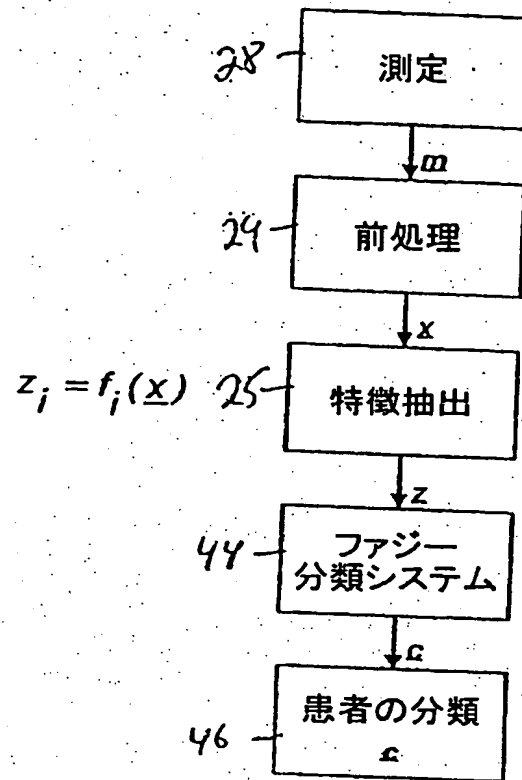 28 測定
m
29 前処理
x
z_i = f_i(x) 25 特徴抽出
z
44 ファジー
分類システム
c
患者の分類
46 c